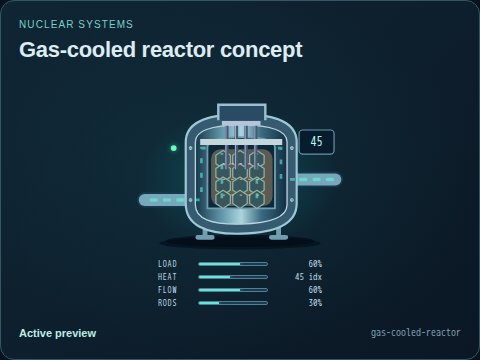 NUCLEAR SYSTEMS
Gas-cooled reactor concept
45
LOAD 60%
HEAT 45 idx
FLOW 60%
RODS 30%
Active preview gas-cooled-reactor